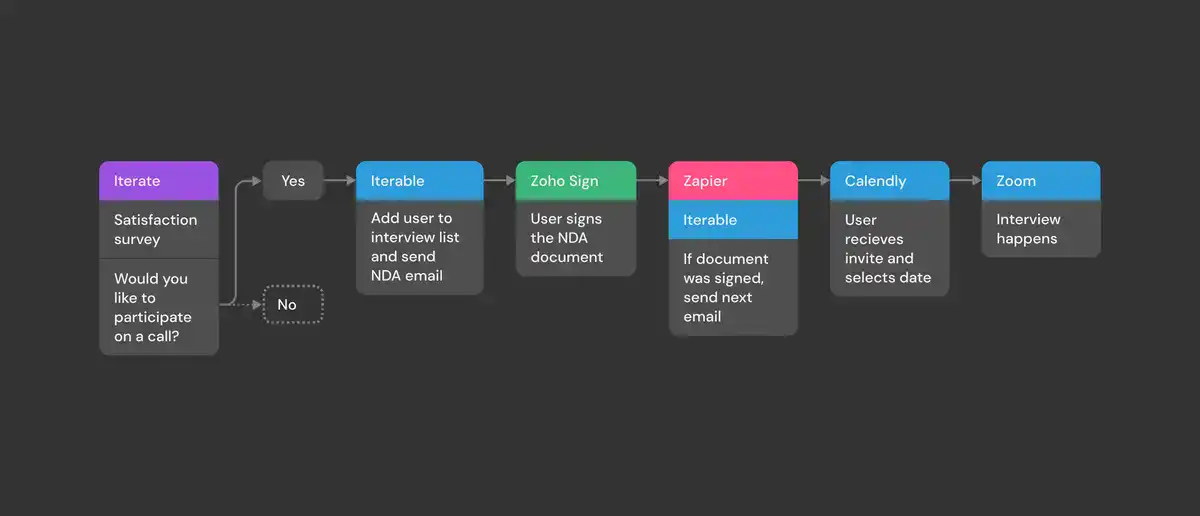 Iterate
Satisfaction
survey
Would you
like to
participate
on a call?
Yes
No
Iterable
Add user to
interview list
and send
NDA email
Zoho Sign
User signs
the NDA
document
Zapier
Iterable
If document
was signed,
send next
email
Calendly
User
recieves
invite and
selects date
Zoom
Interview
happens